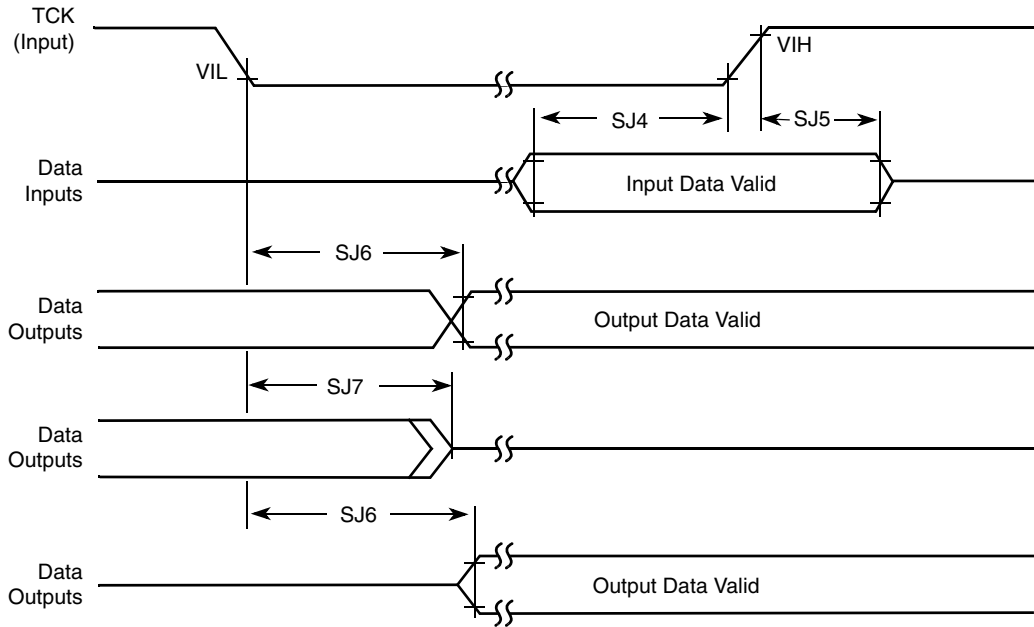 TCK
(Input)
VIL
VIH
SJ4
SJ5
Data
Inputs
Input Data Valid
SJ6
Data
Outputs
Output Data Valid
SJ7
Data
Outputs
SJ6
Data
Outputs
Output Data Valid